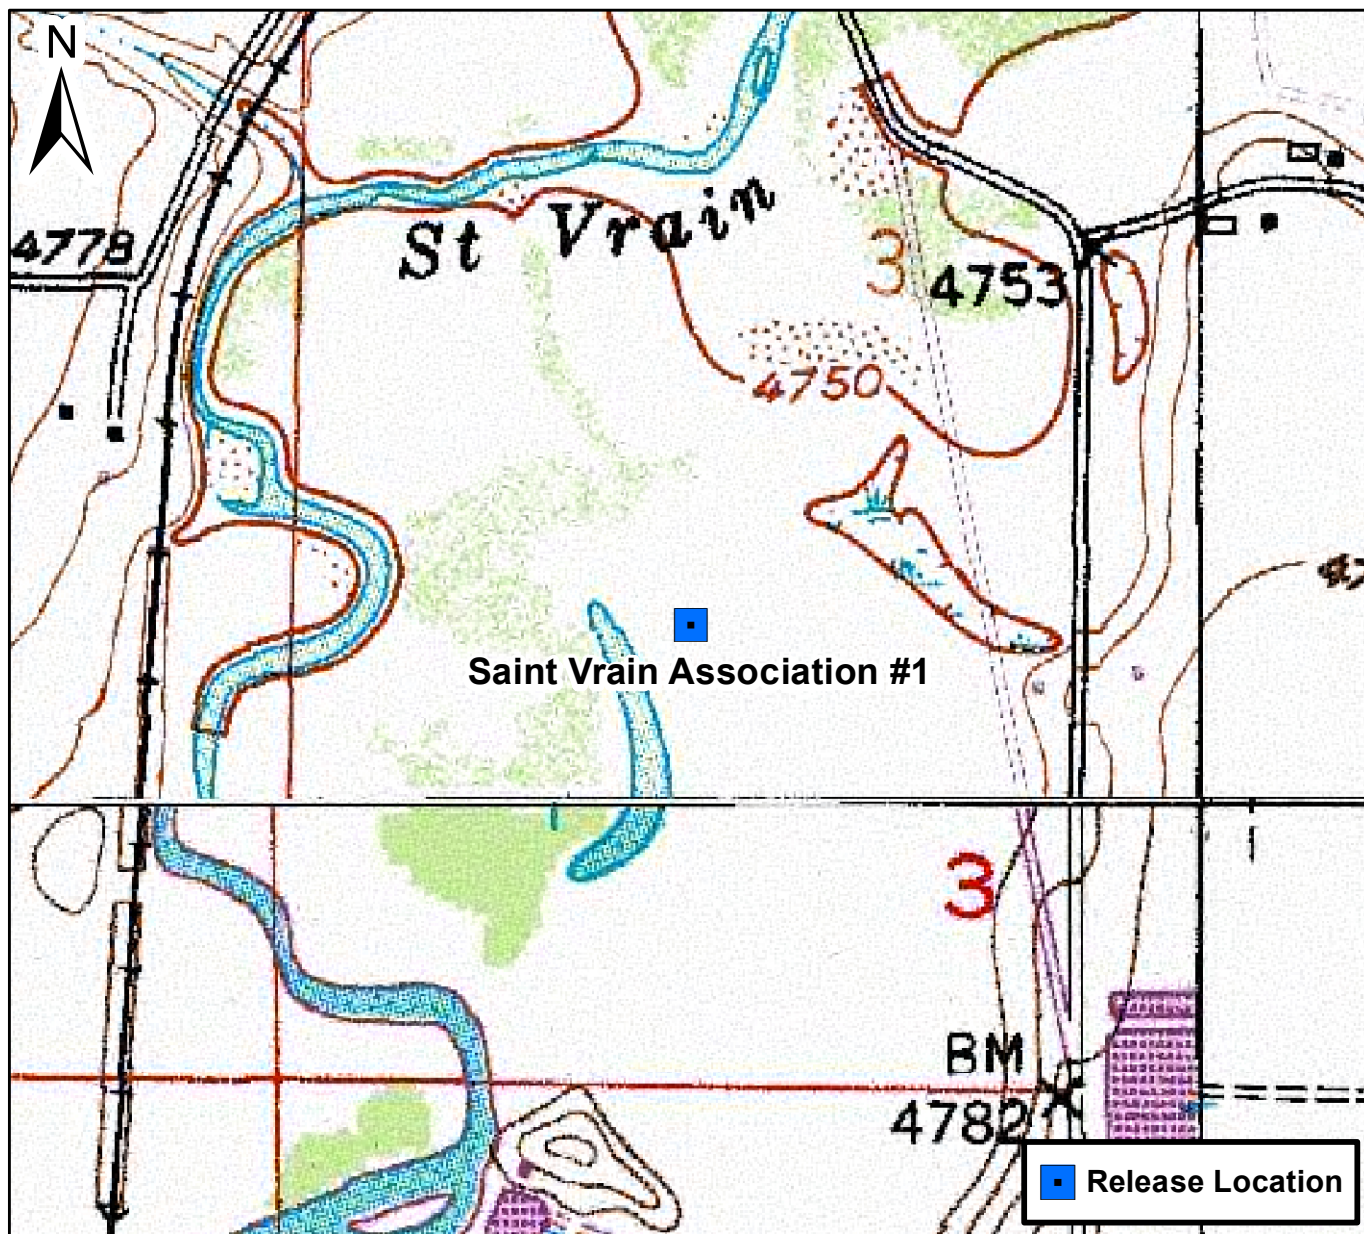 N
4778
St Vrain
3
4753
4750
Saint Vrain Association #1
3
BM
4782
Release Location